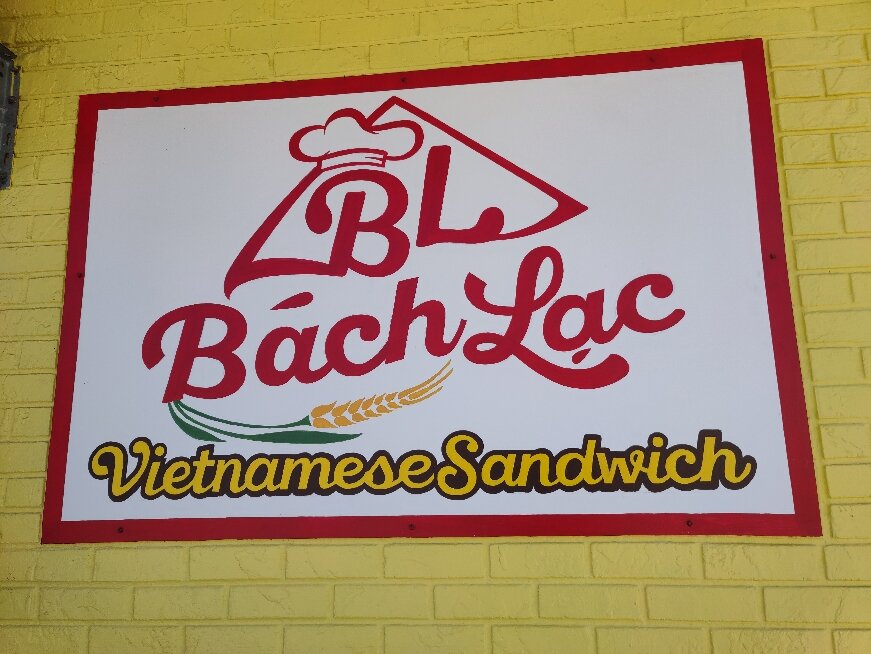 BL
Bách Lạc
Vietnamese Sandwich